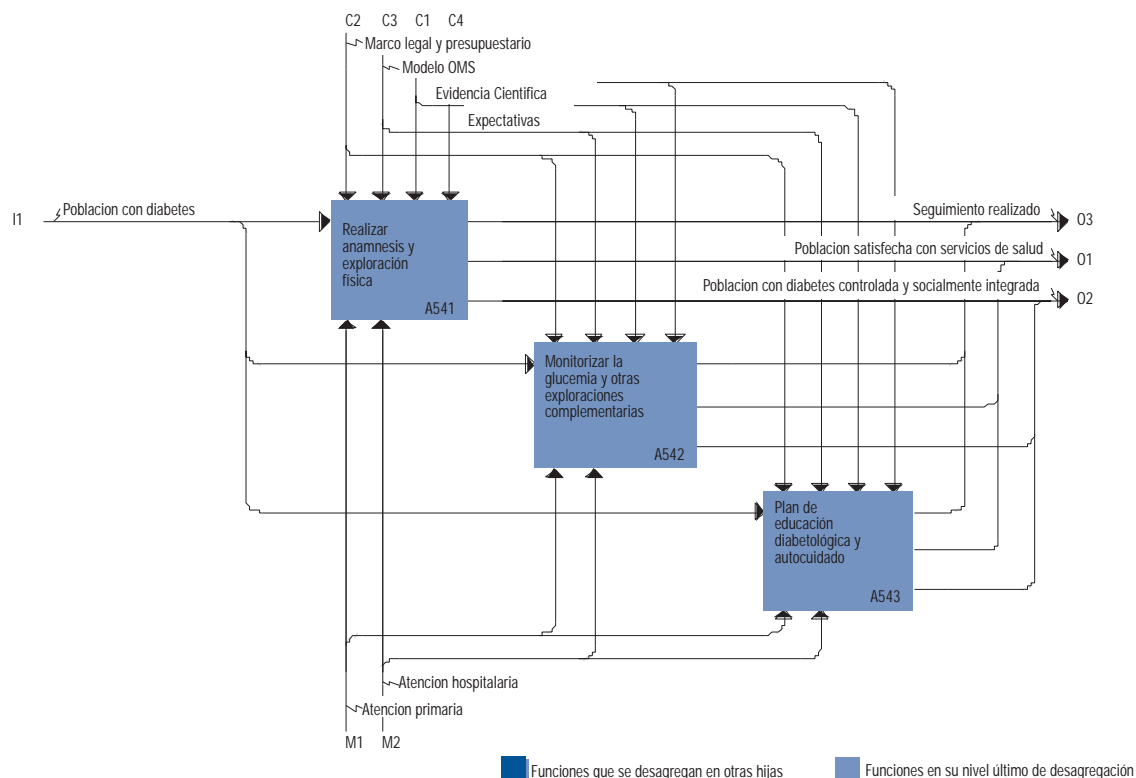 C2 C3 C1 C4
Marco legal y presupuestario
Modelo OMS
Evidencia Cientifica
Expectativas
I1
Poblacion con diabetes
Realizar
anamnesis y
exploración
física
A541
Seguimiento realizado
O3
Poblacion satisfecha con servicios de salud
O1
Poblacion con diabetes controlada y socialmente integrada
O2
Monitorizar la
glucemia y otras
exploraciones
complementarias
A542
Plan de
educación
diabetológica y
autocuidado
A543
Atencion hospitalaria
Atencion primaria
M1 M2
Funciones que se desagregan en otras hijas
Funciones en su nivel último de desagregación